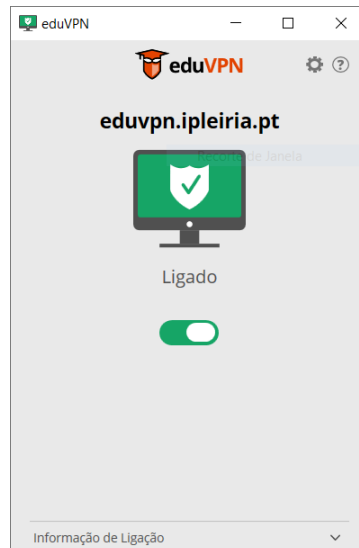 eduVPN
eduVPN
eduvpn.ipleiria.pt
Recorte de Janela
Ligado
Informação de Ligação